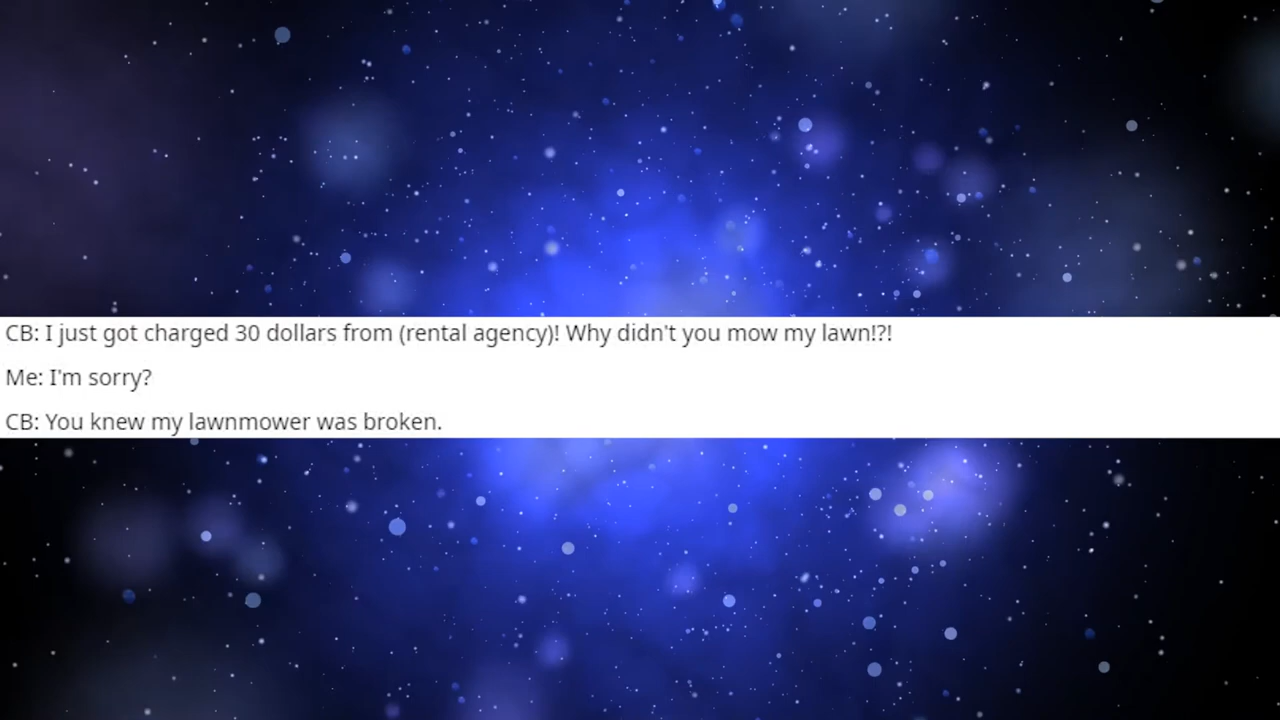 CB: I just got charged 30 dollars from (rental agency)! Why didn't you mow my lawn!?!
Me: I'm sorry?
CB: You knew my lawnmower was broken.